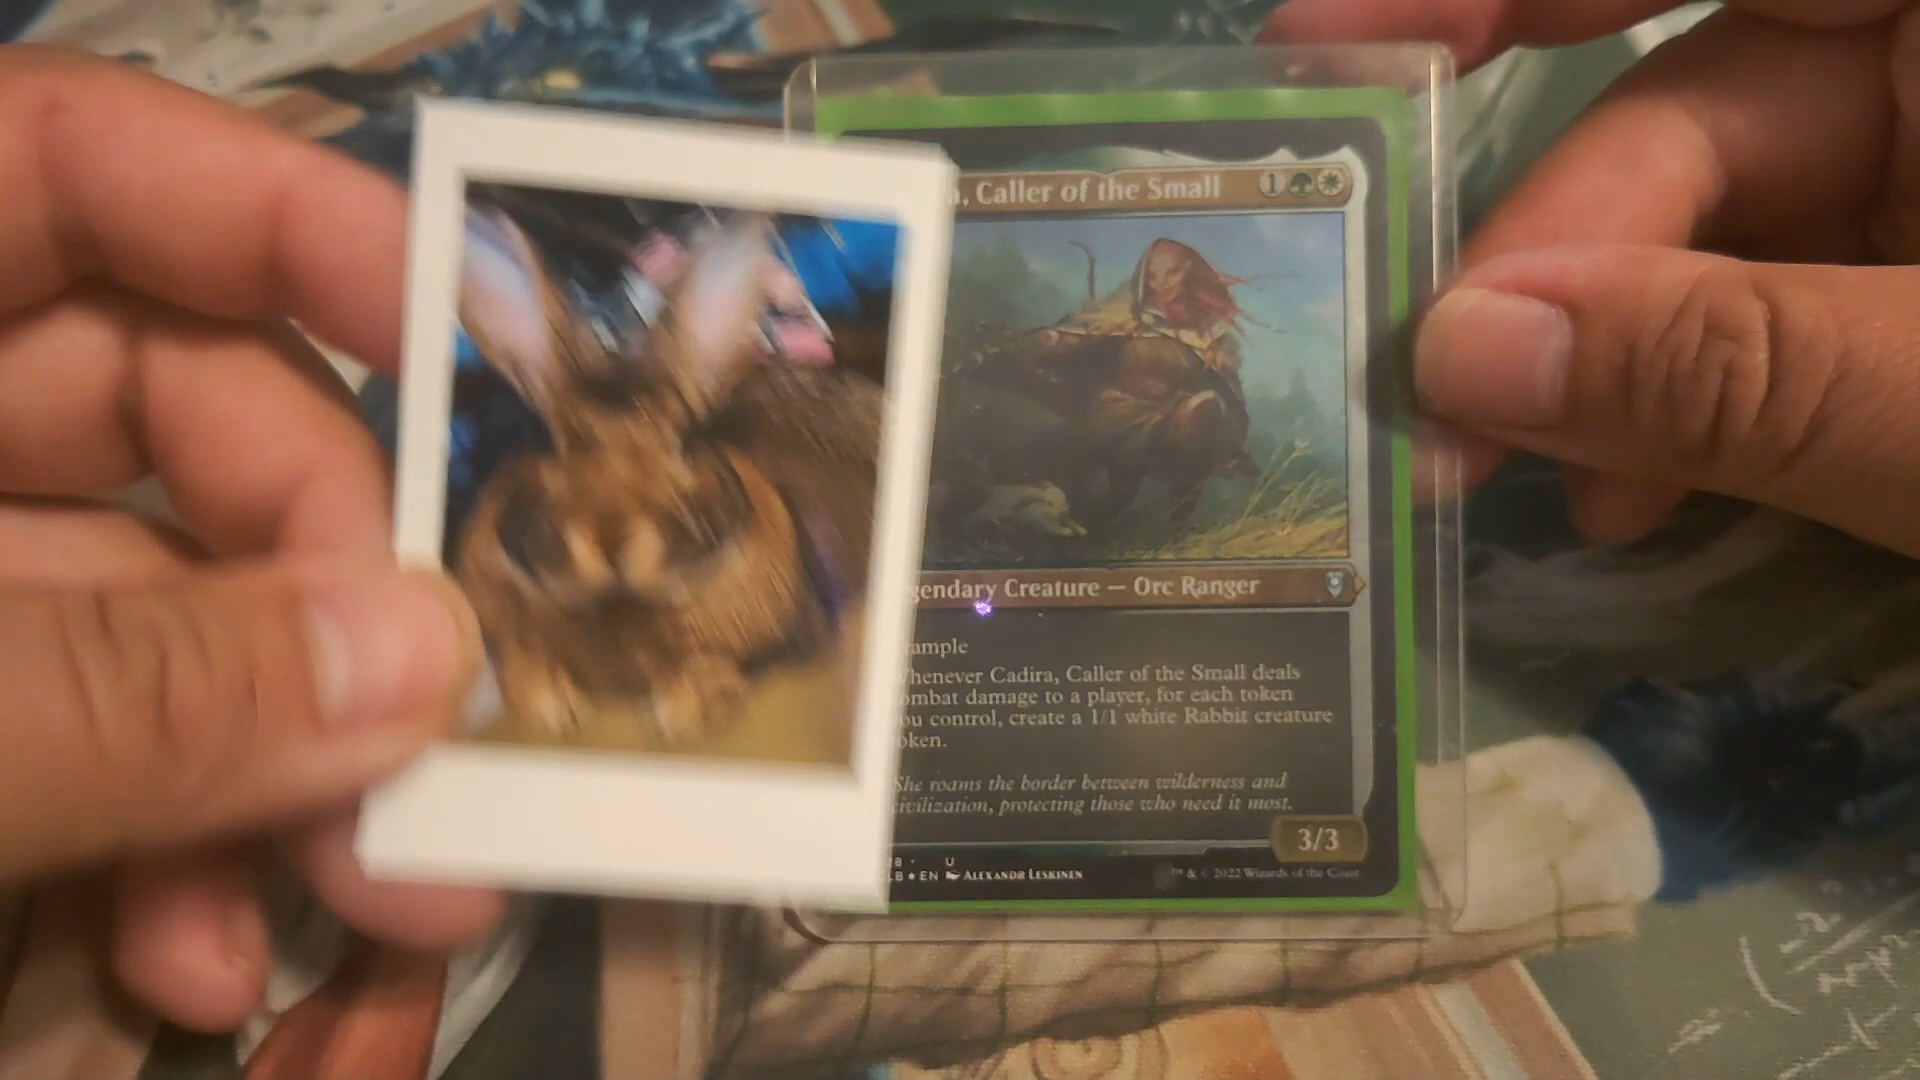 , Caller of the Small 1
gendary Creature — Orc Ranger
ample
henever Cadira, Caller of the Small deals
ombat damage to a player, for each token
ou control, create a 1/1 white Rabbit creature
oken.
She roams the border between wilderness and
ivilization, protecting those who need it most.
3/3
U
LB ★ EN ALEXANDR LESKINEN
™ & © 2022 Wizards of the Coast